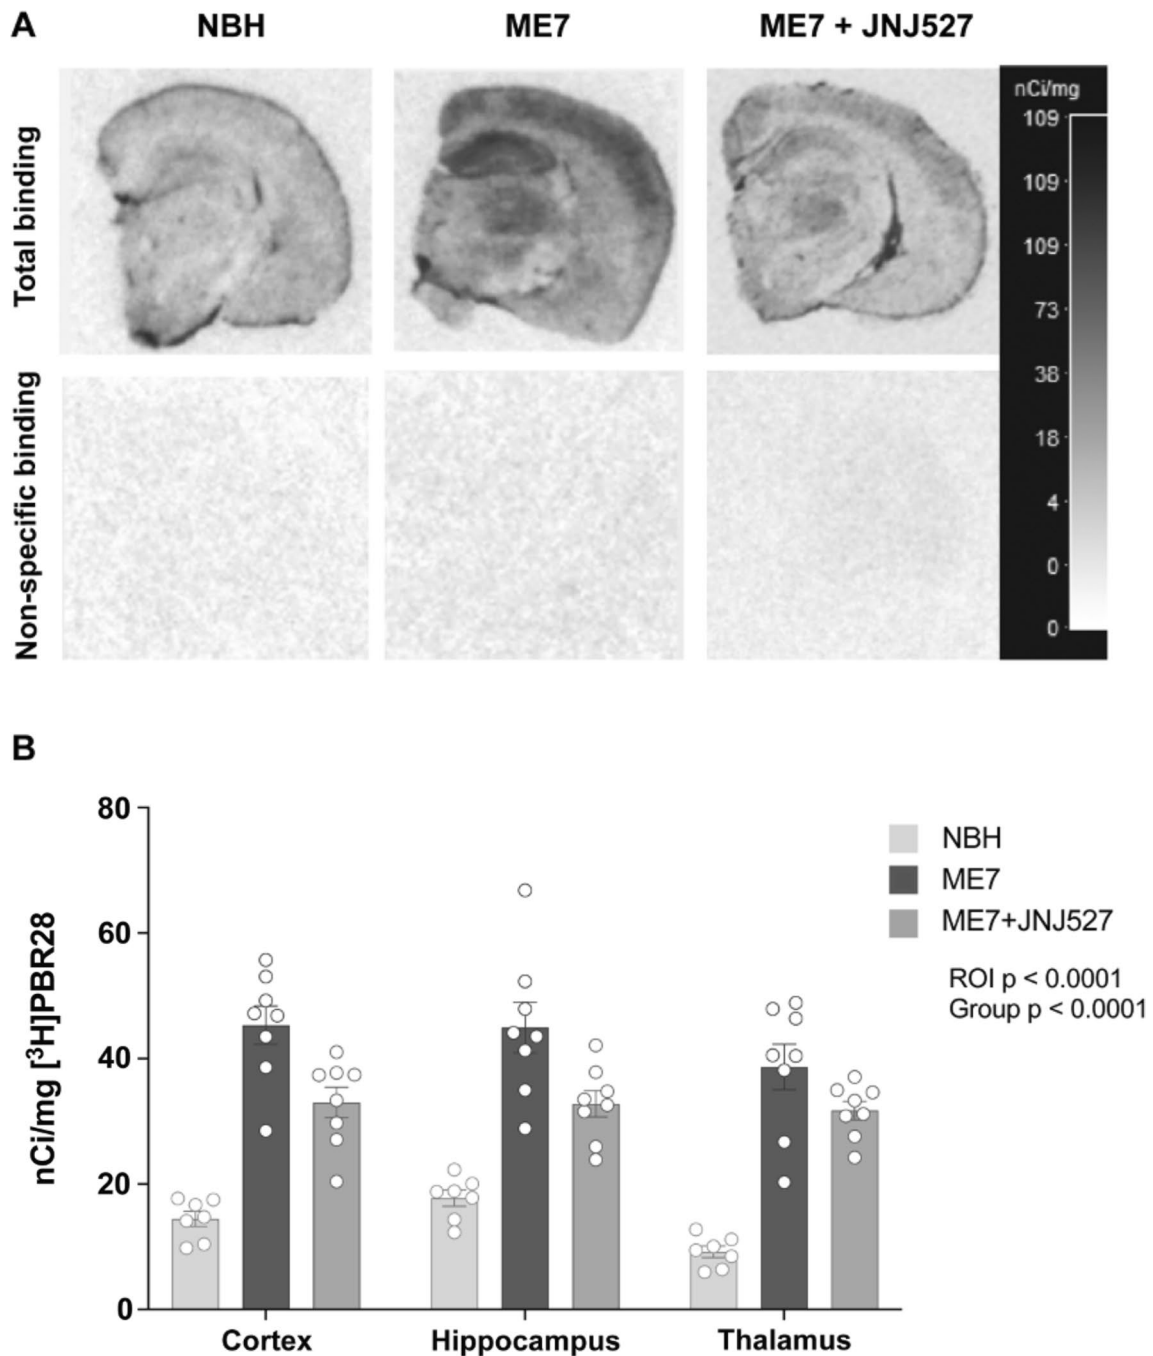 A
NBH
ME7
ME7 + JNJ527
Total binding
Non-specific binding
nCi/mg
109
109
109
73
38
18
4
0
0
B
nCi/mg [³H]PBR28
80
60
40
20
0
Cortex
Hippocampus
Thalamus
NBH
ME7
ME7+JNJ527
ROI p < 0.0001
Group p < 0.0001